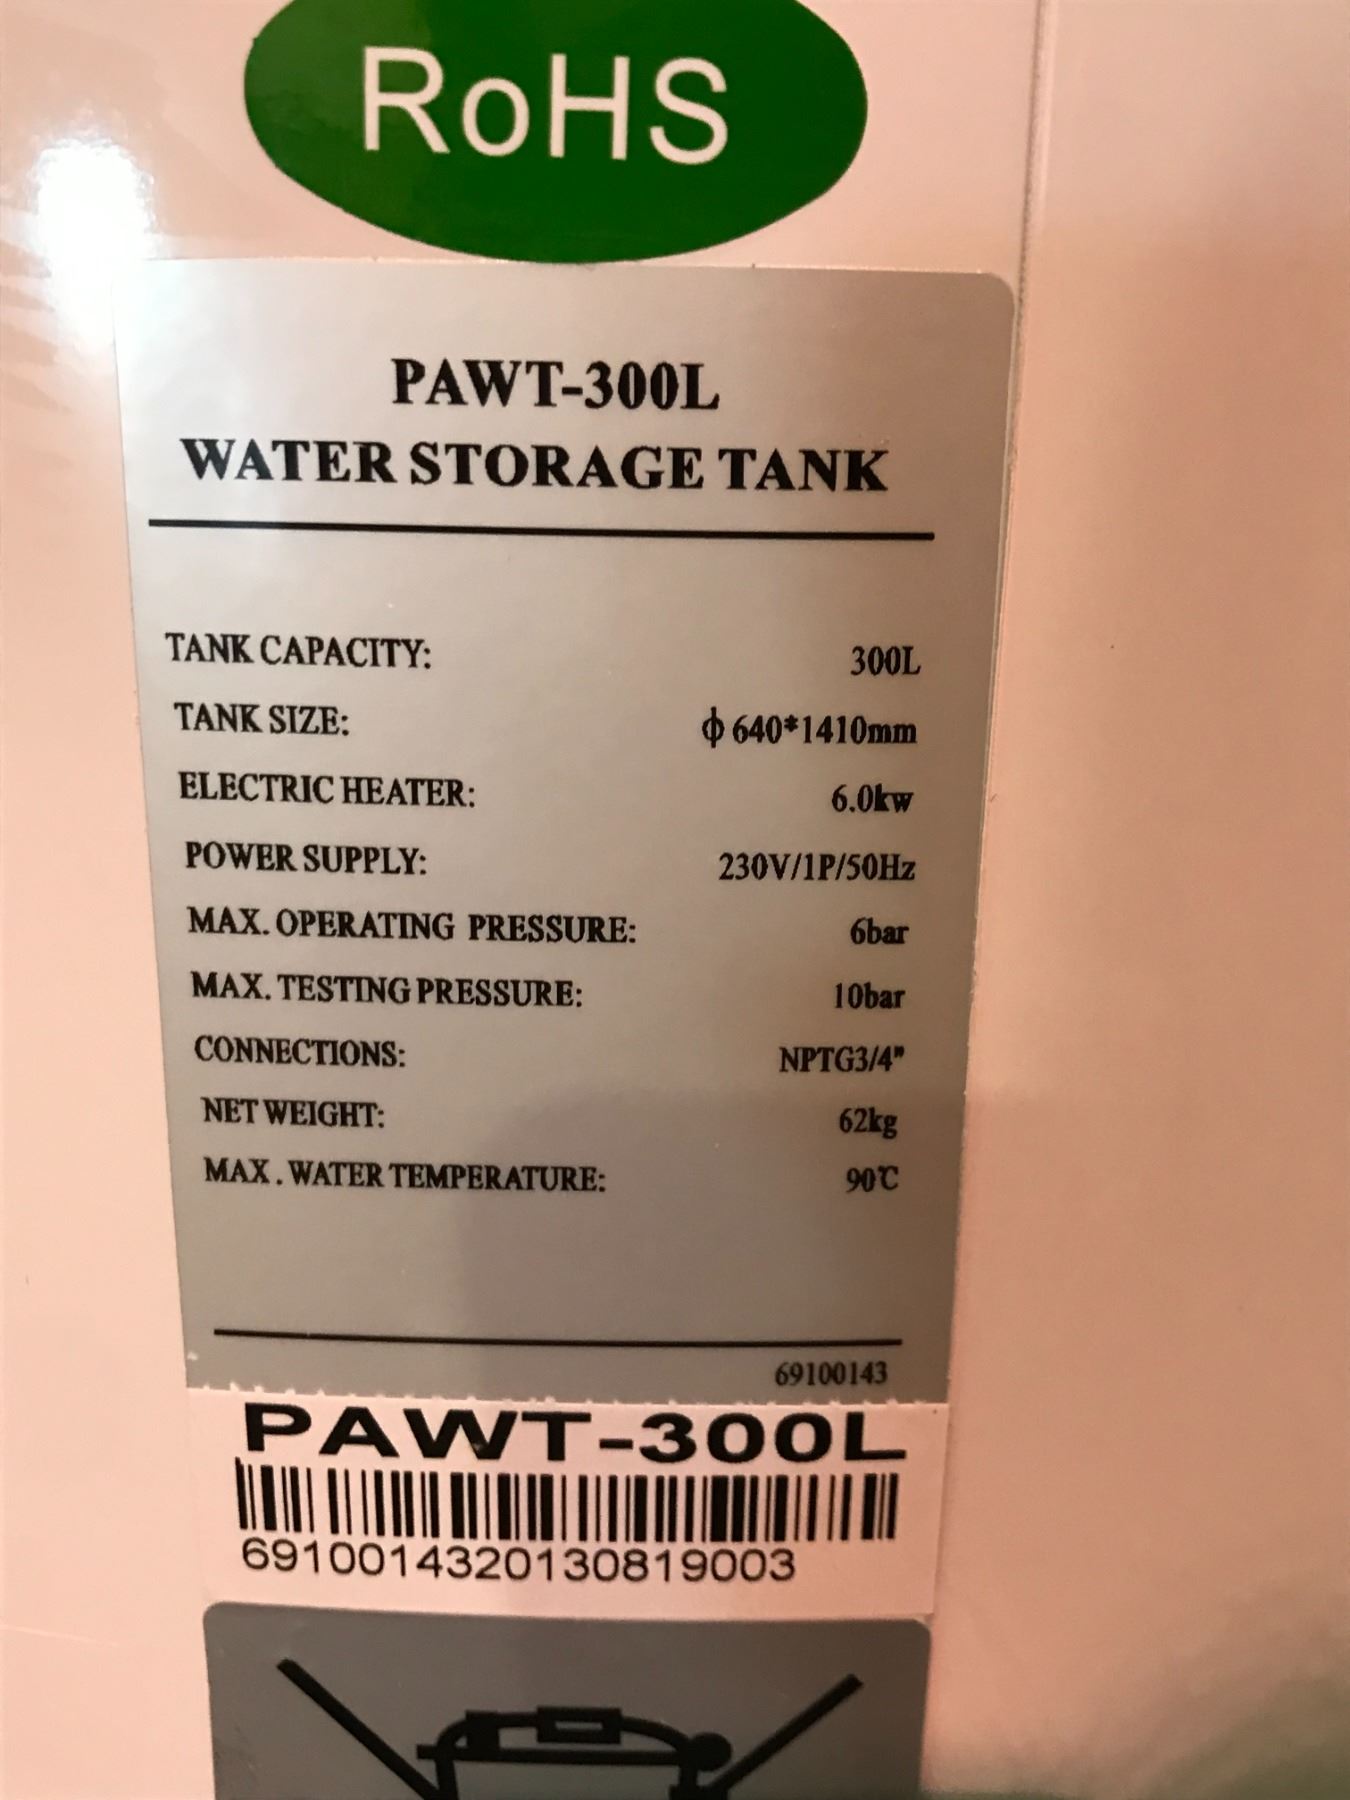 RoHS
PAWT-300L
WATER STORAGE TANK
TANK CAPACITY: 300L
TANK SIZE: ϕ640*1410mm
ELECTRIC HEATER: 6.0kw
POWER SUPPLY: 230V/1P/50Hz
MAX. OPERATING PRESSURE: 6bar
MAX. TESTING PRESSURE: 10bar
CONNECTIONS: NPTG3/4"
NET WEIGHT: 62kg
MAX. WATER TEMPERATURE: 90℃
69100143
PAWT-300L
6910014320130819003